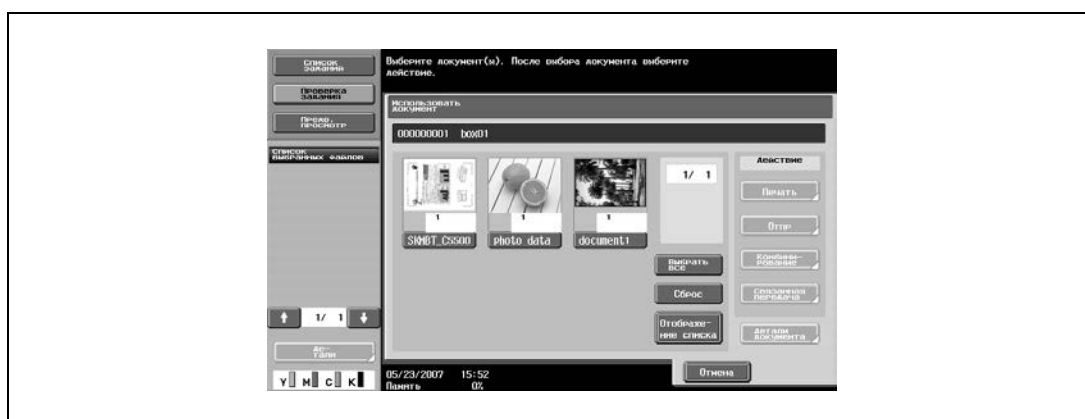 Список
задания
Проверка
задания
Предв.
просмотр
Список
выбранных файлов
1/ 1
Де-
тали
Y M C K
Выберите документ(ы). После выбора документа выберите
действие.
Использовать
документ
000000001 box01
1
SKMBT_C5500
1
photo data
1
document1
1/ 1
Выбрать
все
Сброс
Отображе-
ние списка
Действие
Печать
Отпр
Комбини-
рование
Связанная
передача
Детали
документа
05/23/2007 15:52
Память 0%
Отмена